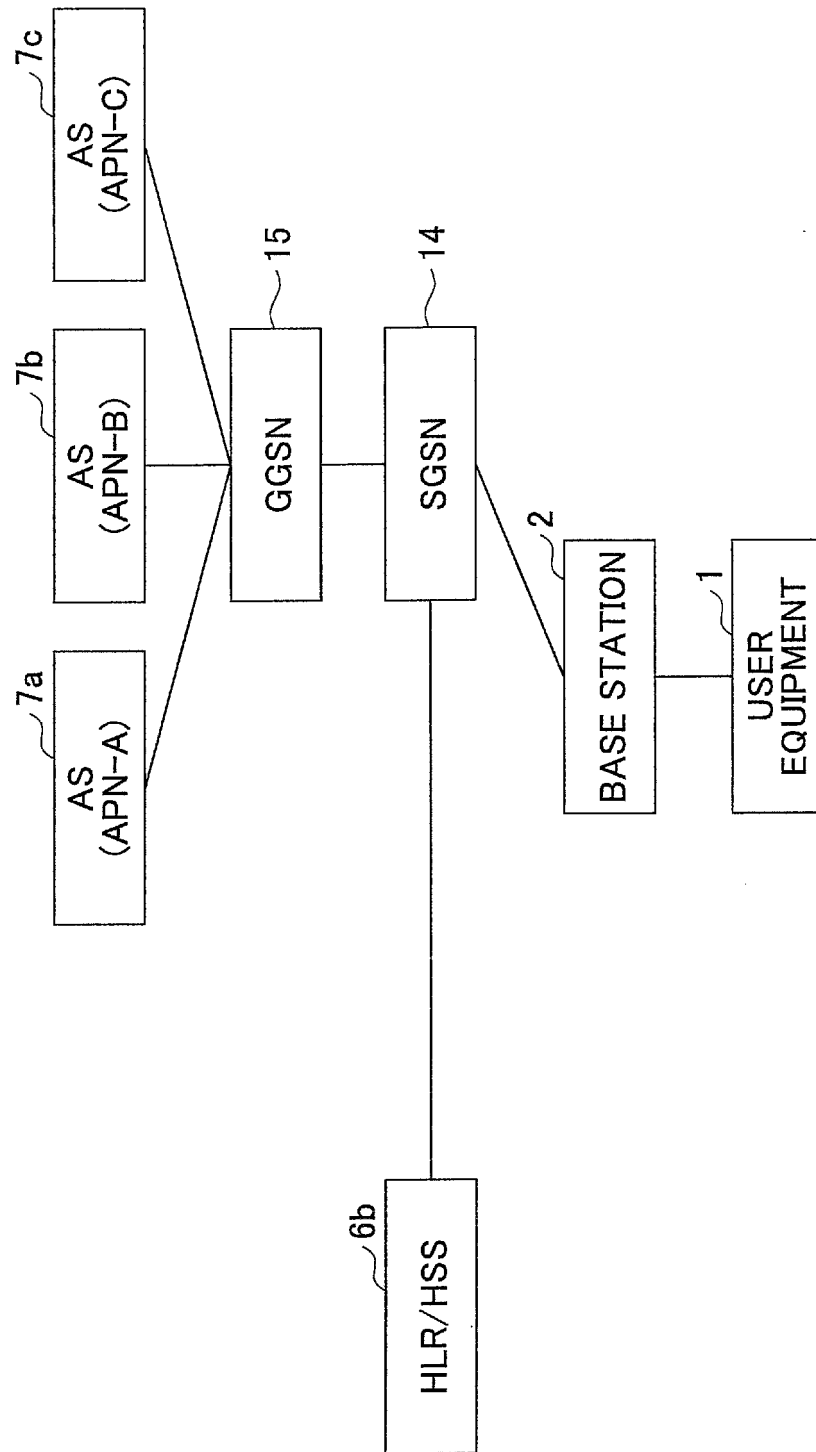 7a
AS
(APN-A)
7b
AS
(APN-B)
7c
AS
(APN-C)
15
GGSN
14
SGSN
6b
HLR/HSS
2
BASE STATION
1
USER
EQUIPMENT